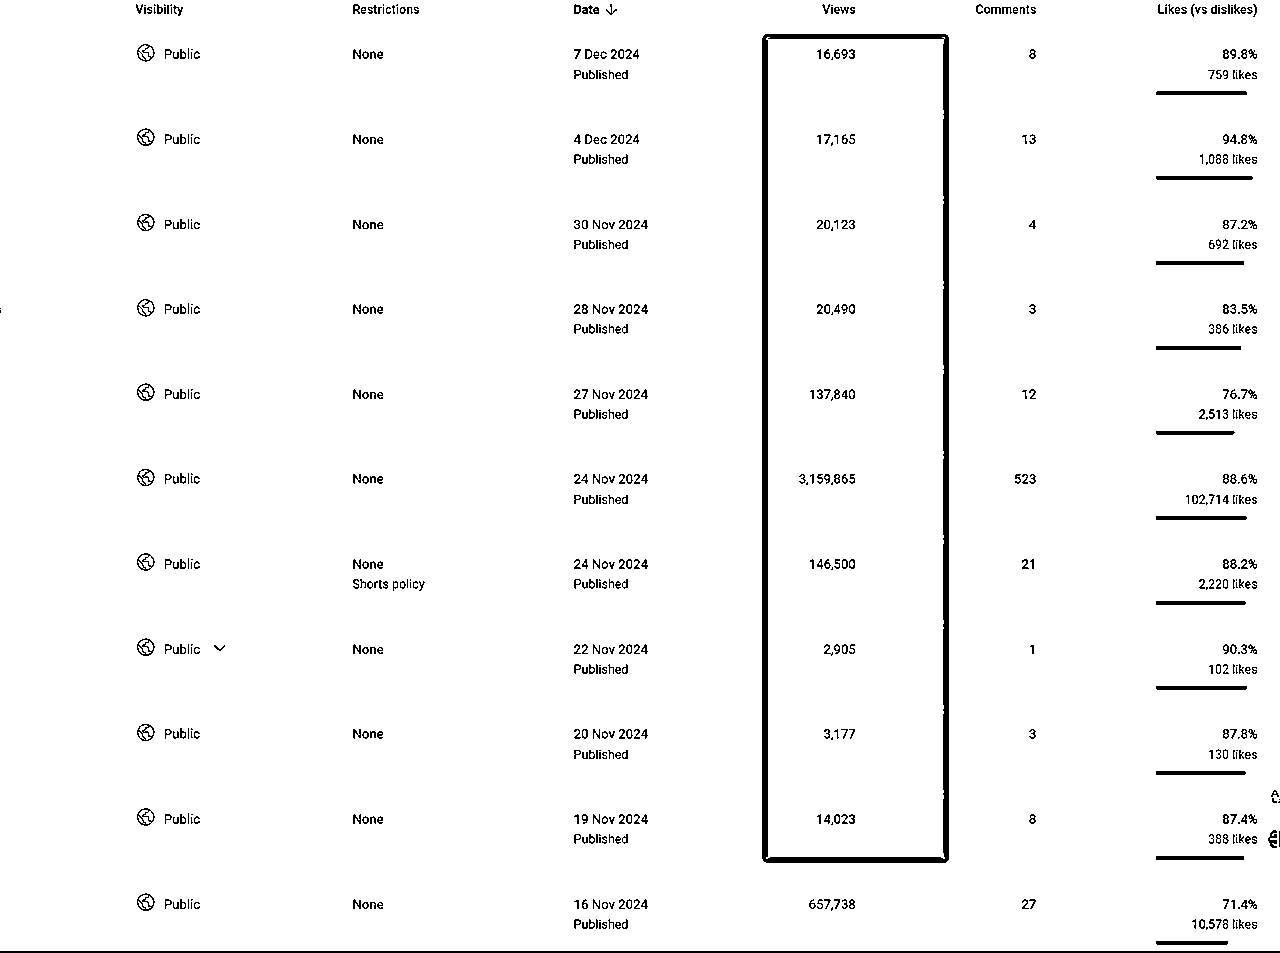 Visibility Restrictions Date ↓ Views Comments Likes (vs dislikes)
Public None 7 Dec 2024 16,693 8 89.8%
Published 759 likes
Public None 4 Dec 2024 17,165 13 94.8%
Published 1,088 likes
Public None 30 Nov 2024 20,123 4 87.2%
Published 692 likes
Public None 28 Nov 2024 20,490 3 83.5%
Published 386 likes
Public None 27 Nov 2024 137,840 12 76.7%
Published 2,513 likes
Public None 24 Nov 2024 3,159,865 523 88.6%
Published 102,714 likes
Public None 24 Nov 2024 146,500 21 88.2%
Shorts policy Published 2,220 likes
Public None 22 Nov 2024 2,905 1 90.3%
Published 102 likes
Public None 20 Nov 2024 3,177 3 87.8%
Published 130 likes
Public None 19 Nov 2024 14,023 8 87.4%
Published 388 likes
Public None 16 Nov 2024 657,738 27 71.4%
Published 10,578 likes